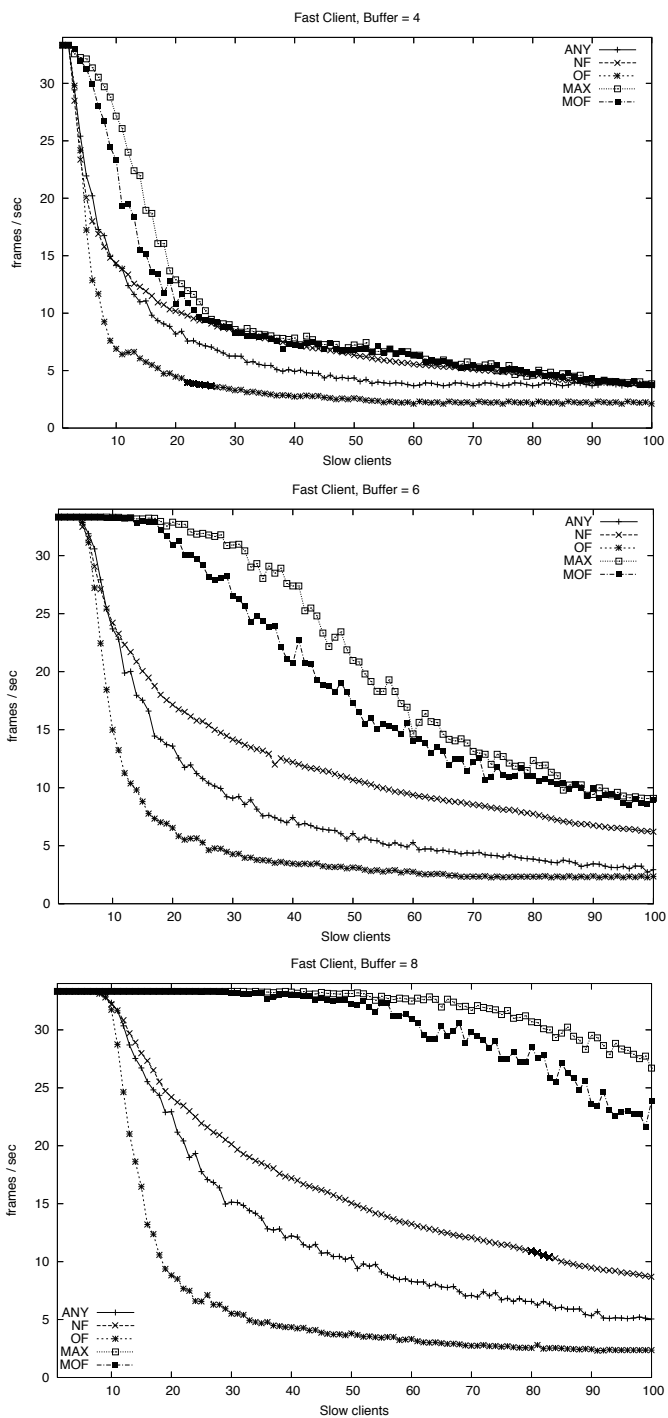 Fast Client, Buffer = 4
ANY
NF
OF
MAX
MOF
30
25
20
15
10
5
0
frames / sec
10 20 30 40 50 60 70 80 90 100
Slow clients
Fast Client, Buffer = 6
ANY
NF
OF
MAX
MOF
30
25
20
15
10
5
0
frames / sec
10 20 30 40 50 60 70 80 90 100
Slow clients
Fast Client, Buffer = 8
30
25
20
15
10
5
0
frames / sec
ANY
NF
OF
MAX
MOF
10 20 30 40 50 60 70 80 90 100
Slow clients